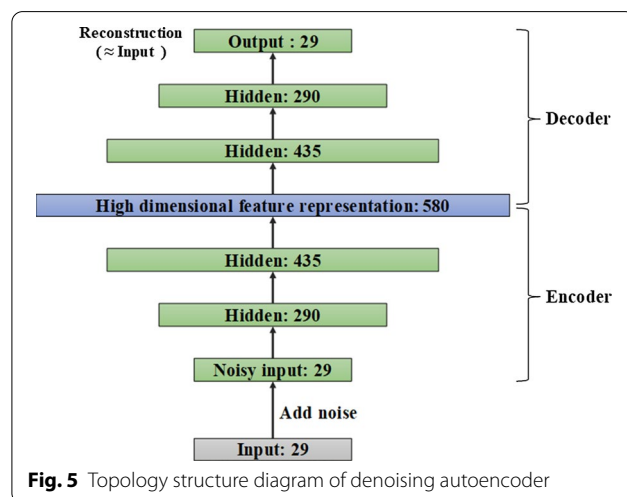 Reconstruction
(≈Input )
Output : 29
Hidden: 290
Decoder
Hidden: 435
High dimensional feature representation: 580
Hidden: 435
Encoder
Hidden: 290
Noisy input: 29
Add noise
Input: 29
Fig. 5 Topology structure diagram of denoising autoencoder